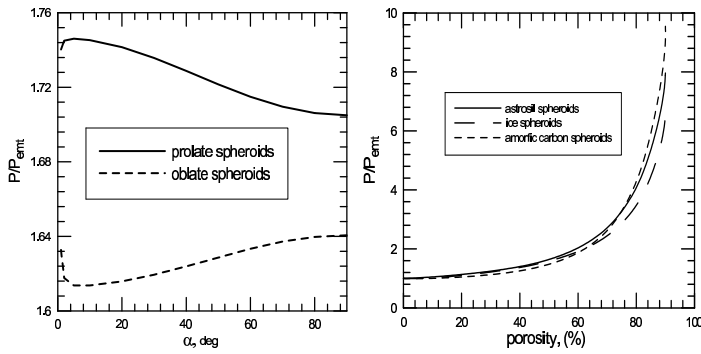 1.76
1.72
1.68
1.64
1.6
P/Pemt
prolate spheroids
oblate spheroids
0 20 40 60 80
α, deg
10
8
6
4
2
0
P/Pemt
astrosil spheroids
ice spheroids
amorfic carbon spheroids
0 20 40 60 80 100
porosity, (%)